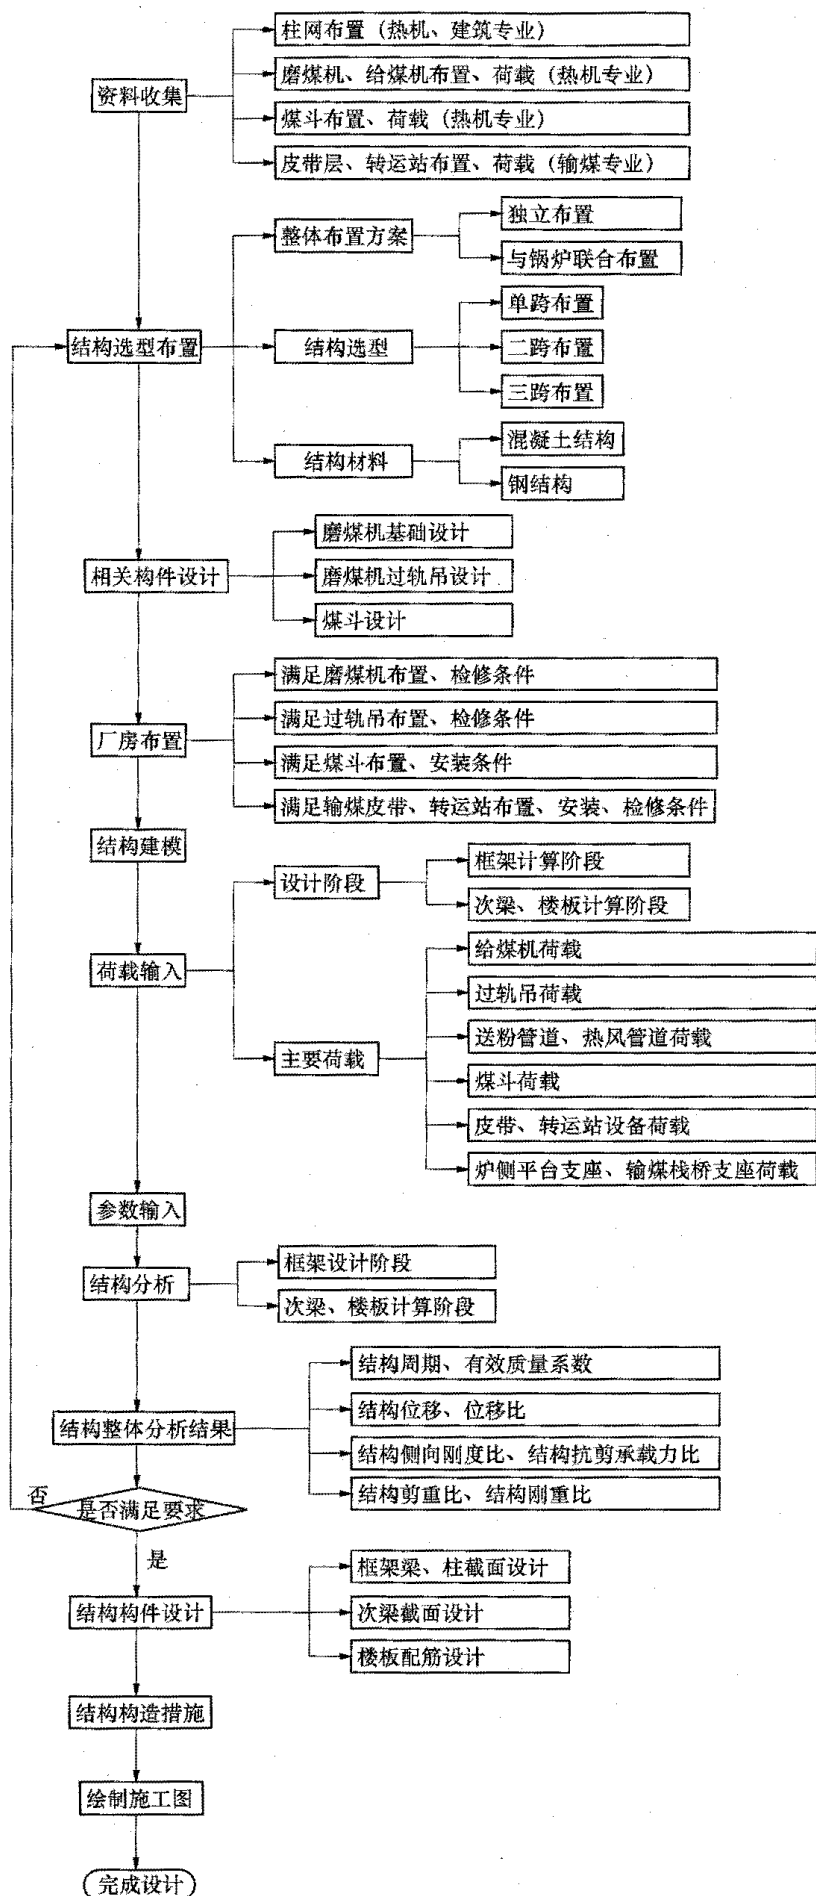 柱网布置（热机、建筑专业）
磨煤机、给煤机布置、荷载（热机专业）
资料收集
煤斗布置、荷载（热机专业）
皮带层、转运站布置、荷载（输煤专业）
独立布置
整体布置方案
与锅炉联合布置
单跨布置
结构选型布置
结构选型
二跨布置
三跨布置
混凝土结构
结构材料
钢结构
磨煤机基础设计
相关构件设计
磨煤机过轨吊设计
煤斗设计
满足磨煤机布置、检修条件
满足过轨吊布置、检修条件
厂房布置
满足煤斗布置、安装条件
满足输煤皮带、转运站布置、安装、检修条件
结构建模
框架计算阶段
设计阶段
次梁、楼板计算阶段
给煤机荷载
荷载输入
过轨吊荷载
送粉管道、热风管道荷载
主要荷载
煤斗荷载
皮带、转运站设备荷载
炉侧平台支座、输煤栈桥支座荷载
参数输入
框架设计阶段
结构分析
次梁、楼板计算阶段
结构周期、有效质量系数
结构位移、位移比
结构整体分析结果
结构侧向刚度比、结构抗剪承载力比
结构剪重比、结构刚重比
否
是否满足要求
是
框架梁、柱截面设计
结构构件设计
次梁截面设计
楼板配筋设计
结构构造措施
绘制施工图
完成设计